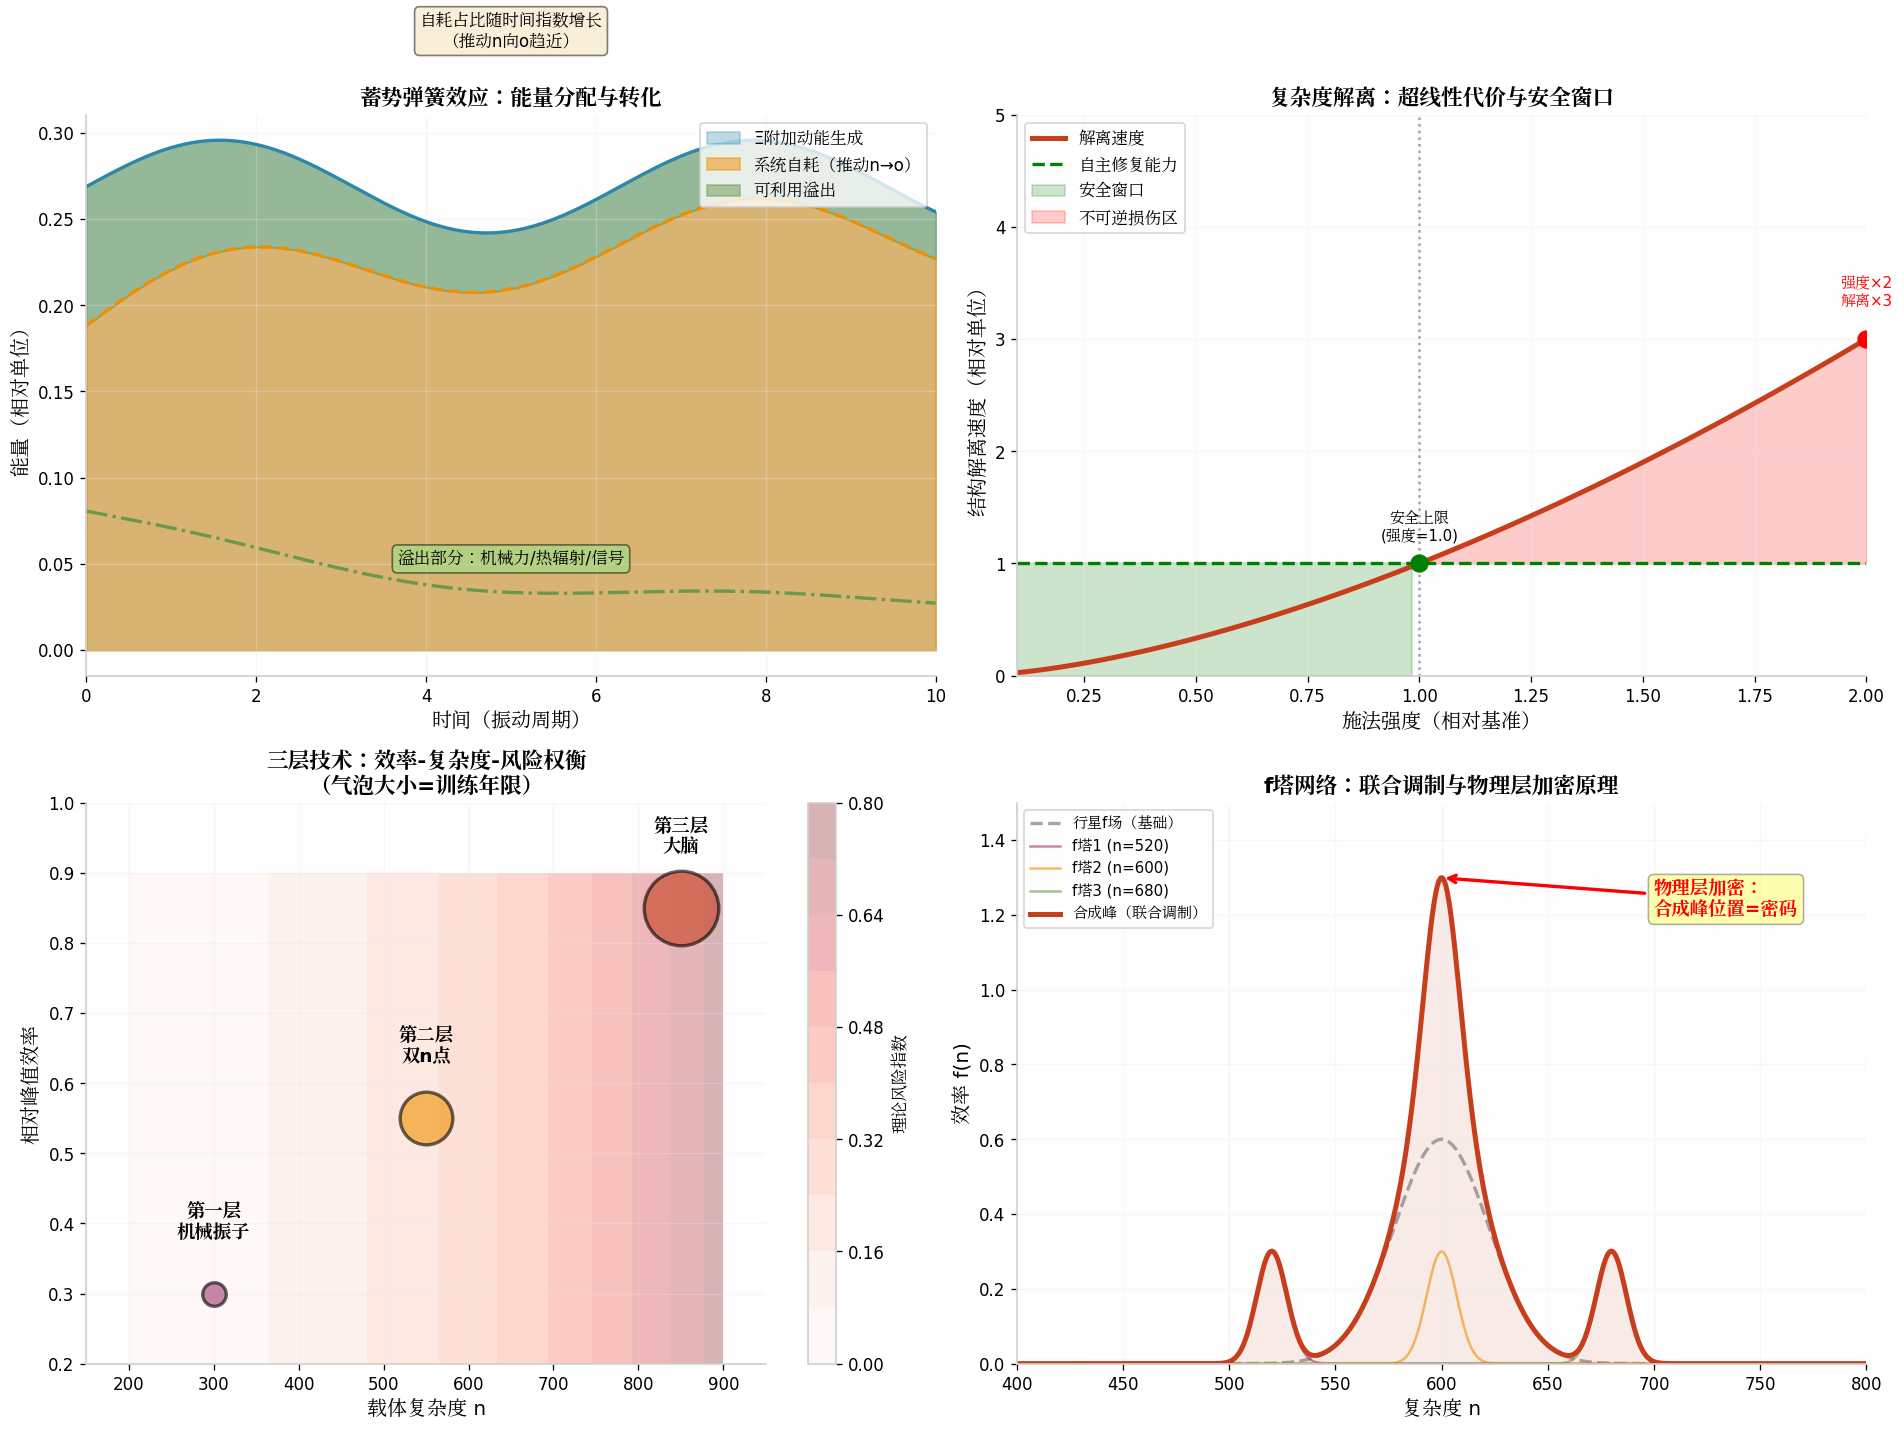 自耗占比随时间指数增长
（推动n向o趋近）
蓄势弹簧效应：能量分配与转化
Ξ附加动能生成
系统自耗（推动n→o）
可利用溢出
溢出部分：机械力/热辐射/信号
能量（相对单位）
0.30
0.25
0.20
0.15
0.10
0.05
0.00
0 2 4 6 8 10
时间（振动周期）
复杂度解离：超线性代价与安全窗口
解离速度
自主修复能力
安全窗口
不可逆损伤区
强度×2
解离×3
安全上限
(强度=1.0)
结构解离速度（相对单位）
5
4
3
2
1
0
0.25 0.50 0.75 1.00 1.25 1.50 1.75 2.00
施法强度（相对基准）
三层技术：效率-复杂度-风险权衡
（气泡大小=训练年限）
第三层
大脑
第二层
双n点
第一层
机械振子
相对峰值效率
1.0
0.9
0.8
0.7
0.6
0.5
0.4
0.3
0.2
200 300 400 500 600 700 800 900
载体复杂度 n
0.80
0.64
0.48
0.32
0.16
0.00
理论风险指数
f塔网络：联合调制与物理层加密原理
行星f场（基础）
f塔1 (n=520)
f塔2 (n=600)
f塔3 (n=680)
合成峰（联合调制）
物理层加密：
合成峰位置=密码
效率 f(n)
1.4
1.2
1.0
0.8
0.6
0.4
0.2
0.0
400 450 500 550 600 650 700 750 800
复杂度 n